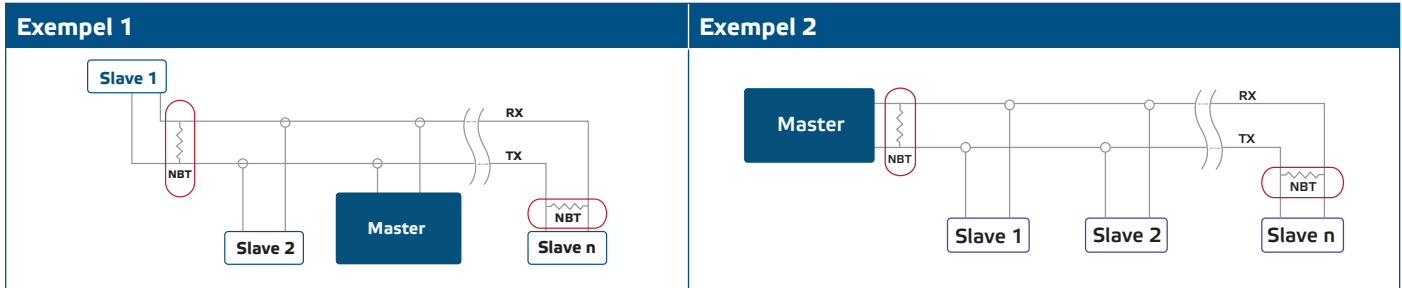 Exempel 1
Slave 1
RX
TX
NBT
NBT
Master
Slave 2
Slave n
Exempel 2
Master
RX
TX
NBT
NBT
Slave 1
Slave 2
Slave n